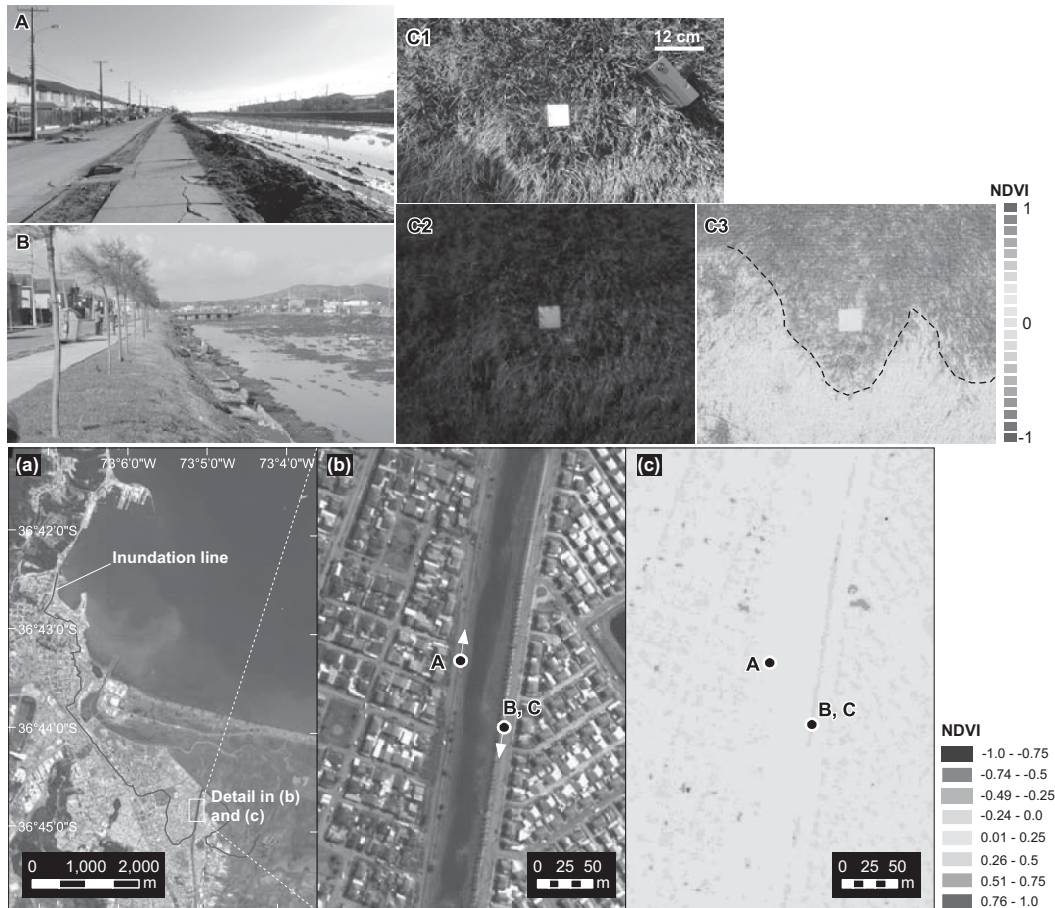 A
C1
12 cm
B
C2
C3
NDVI
1
0
-1
(a)
73°6'0"W
73°5'0"W
73°4'0"W
36°42'0"S
Inundation line
36°43'0"S
36°44'0"S
36°45'0"S
Detail in (b)
and (c)
0 1,000 2,000
m
(b)
A
B, C
0 25 50
m
(c)
A
B, C
0 25 50
m
NDVI
-1.0 - -0.75
-0.74 - -0.5
-0.49 - -0.25
-0.24 - 0.0
0.01 - 0.25
0.26 - 0.5
0.51 - 0.75
0.76 - 1.0